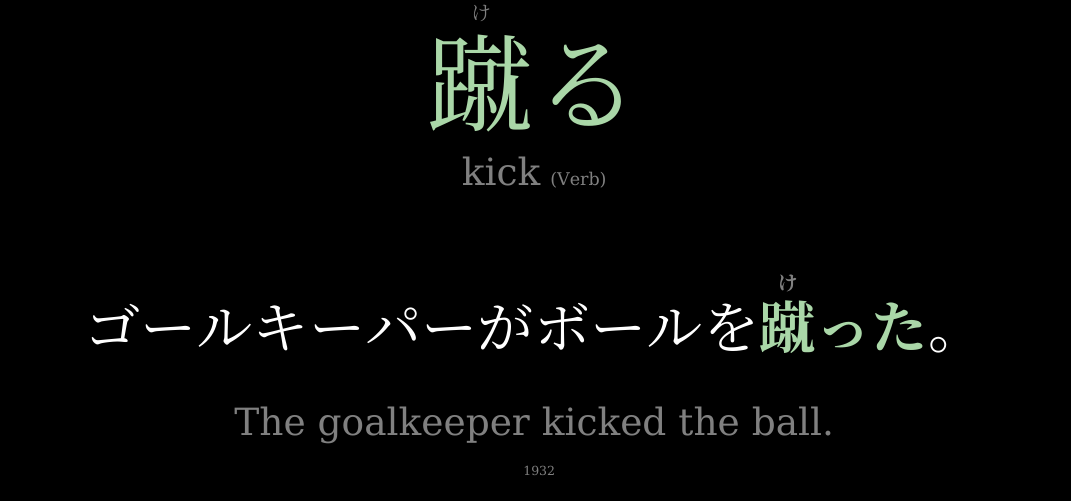 け
蹴る
kick (Verb)
け
ゴールキーパーがボールを蹴った。
The goalkeeper kicked the ball.
1932